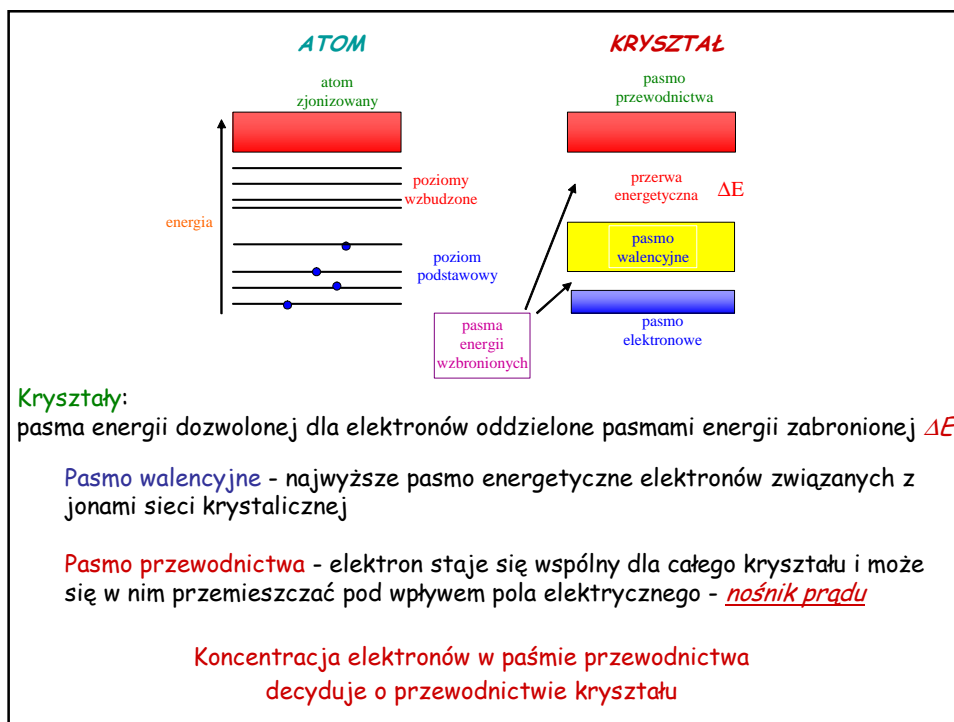 ATOM
KRYSZTAŁ
atom
zjonizowany
pasmo
przewodnictwa
energia
poziomy
wzbudzone
przerwa
energetyczna
ΔE
poziom
podstawowy
pasmo
walencyjne
pasma
energii
wzbronionych
pasmo
elektronowe
Kryształy:
pasma energii dozwolonej dla elektronów oddzielone pasmami energii zabronionej ΔE
Pasmo walencyjne - najwyższe pasmo energetyczne elektronów związanych z
jonami sieci krystalicznej
Pasmo przewodnictwa - elektron staje się wspólny dla całego kryształu i może
się w nim przemieszczać pod wpływem pola elektrycznego - nośnik prądu
Koncentracja elektronów w paśmie przewodnictwa
decyduje o przewodnictwie kryształu